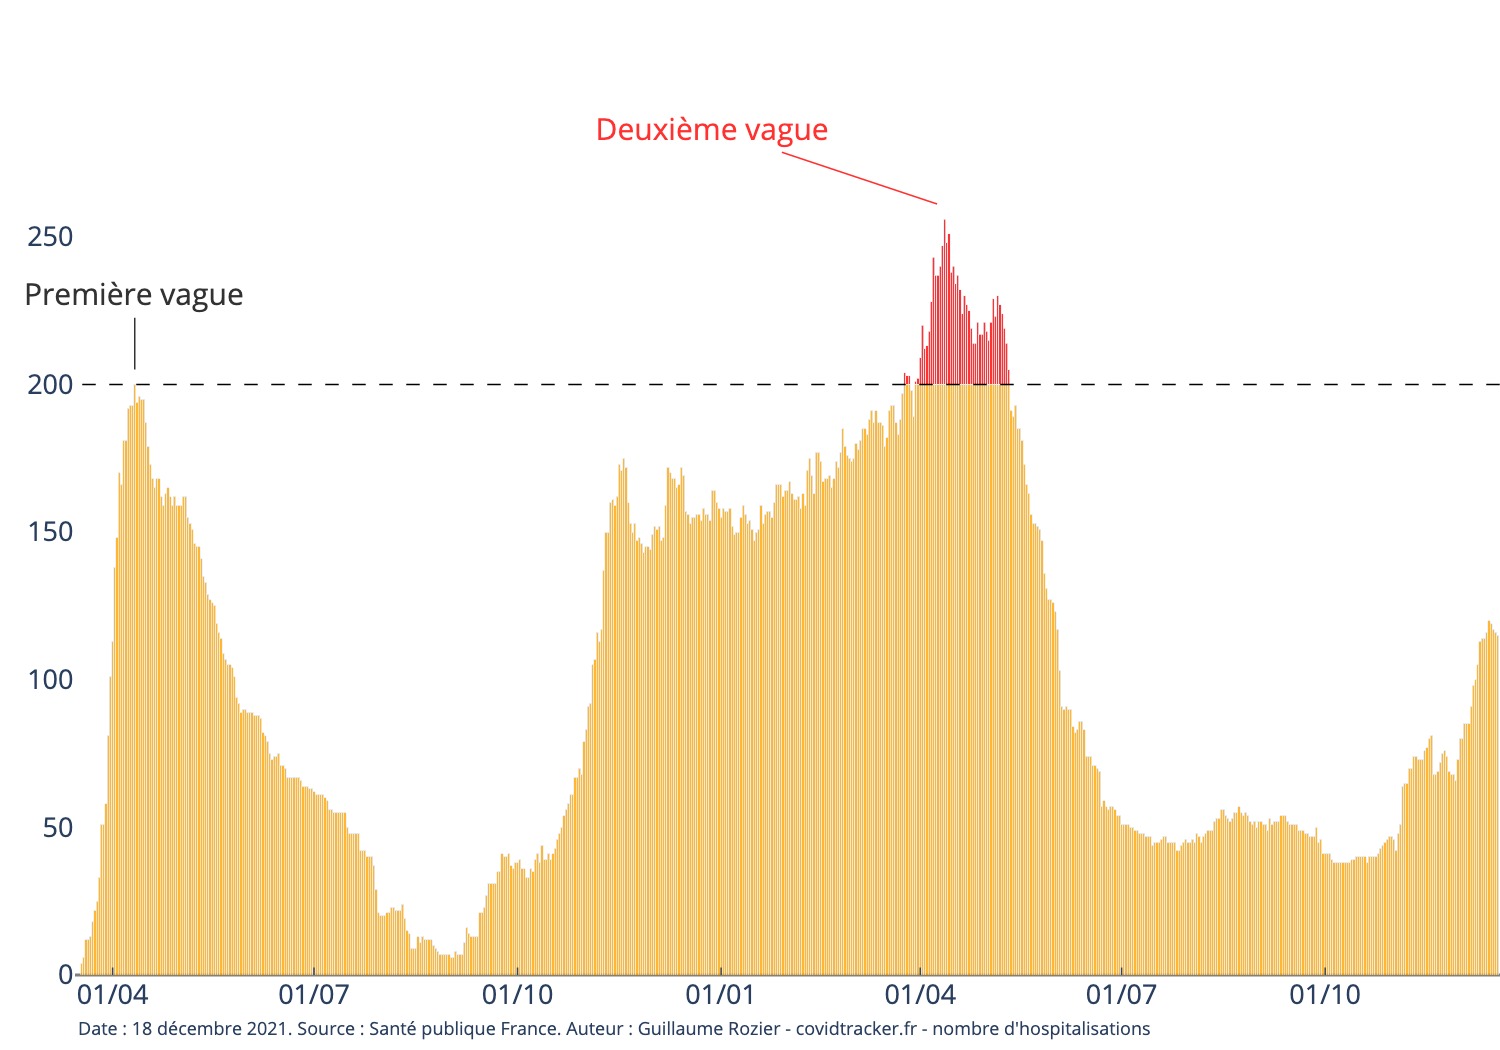 Deuxième vague
250
Première vague
200
150
100
50
0
01/04 01/07 01/10 01/01 01/04 01/07 01/10
Date : 18 décembre 2021. Source : Santé publique France. Auteur : Guillaume Rozier - covidtracker.fr - nombre d'hospitalisations